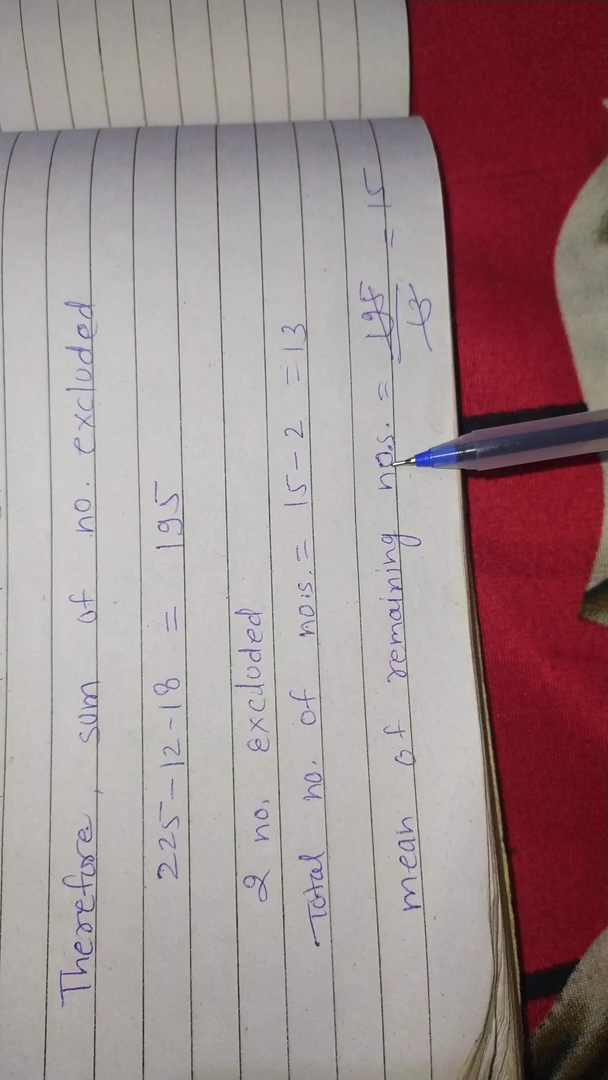 Therefore, sum of no. excluded
225-12-18 = 195
2 no. excluded
Total no. of nois. = 15-2 = 13
mean of remaining nos. = 195/13 = 15